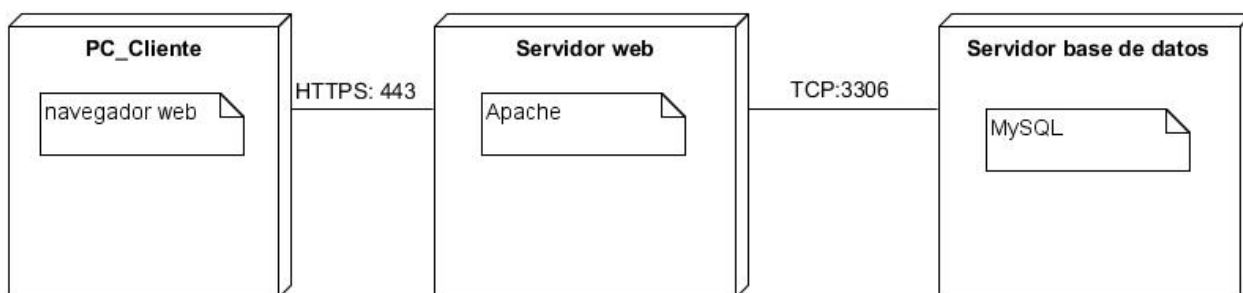 PC_Cliente
navegador web
HTTPS: 443
Servidor web
Apache
TCP:3306
Servidor base de datos
MySQL